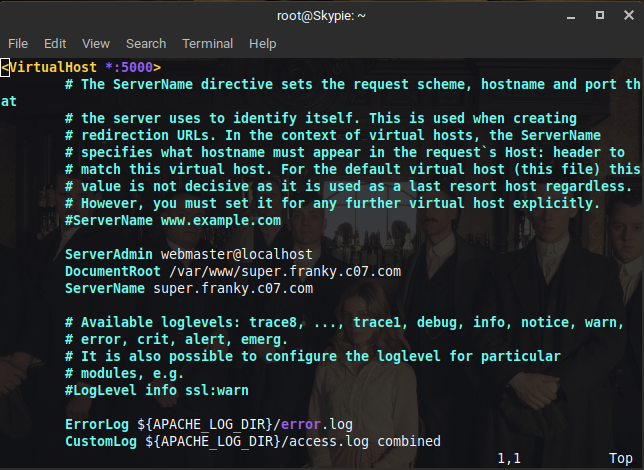 root@Skypie: ~
File Edit View Search Terminal Help
<VirtualHost *:5000>
# The ServerName directive sets the request scheme, hostname and port th
at
# the server uses to identify itself. This is used when creating
# redirection URLs. In the context of virtual hosts, the ServerName
# specifies what hostname must appear in the request`s Host: header to
# match this virtual host. For the default virtual host (this file) this
# value is not decisive as it is used as a last resort host regardless.
# However, you must set it for any further virtual host explicitly.
#ServerName www.example.com
ServerAdmin webmaster@localhost
DocumentRoot /var/www/super.franky.c07.com
ServerName super.franky.c07.com
# Available loglevels: trace8, ..., trace1, debug, info, notice, warn,
# error, crit, alert, emerg.
# It is also possible to configure the loglevel for particular
# modules, e.g.
#LogLevel info ssl:warn
ErrorLog ${APACHE_LOG_DIR}/error.log
CustomLog ${APACHE_LOG_DIR}/access.log combined
1,1 Top